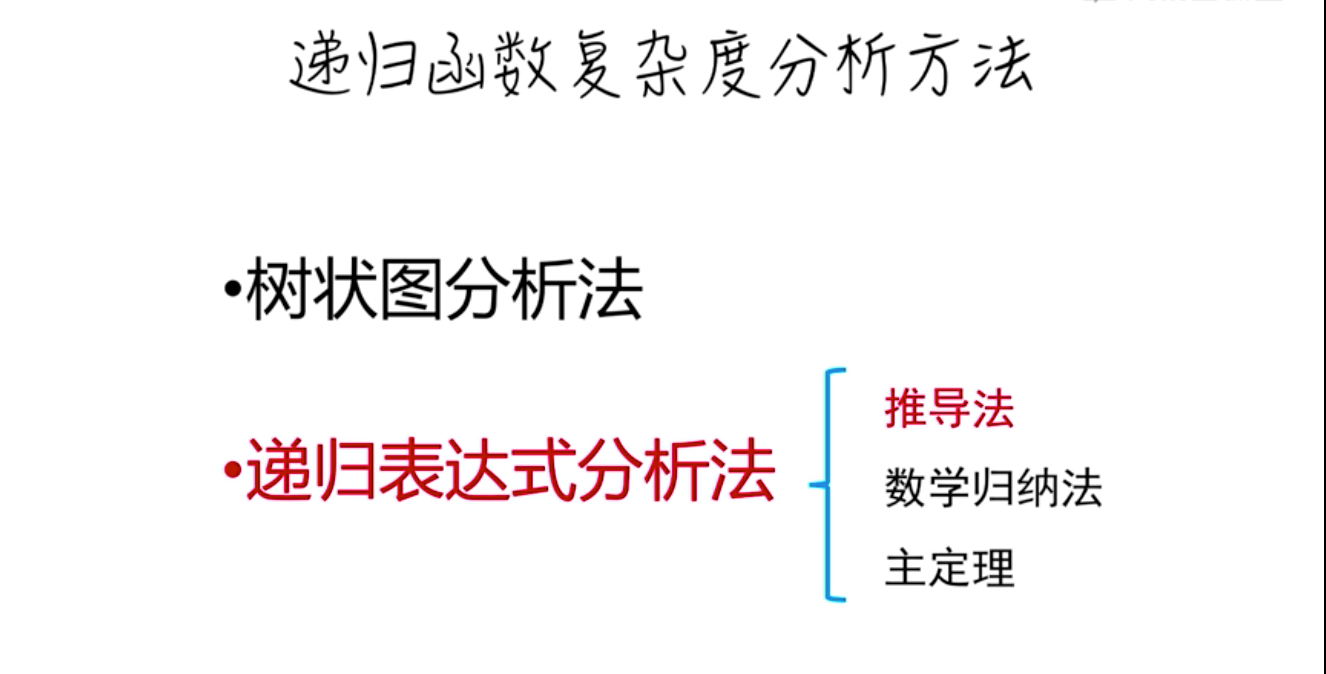 递归函数复杂度分析方法
•树状图分析法
•递归表达式分析法
推导法
数学归纳法
主定理